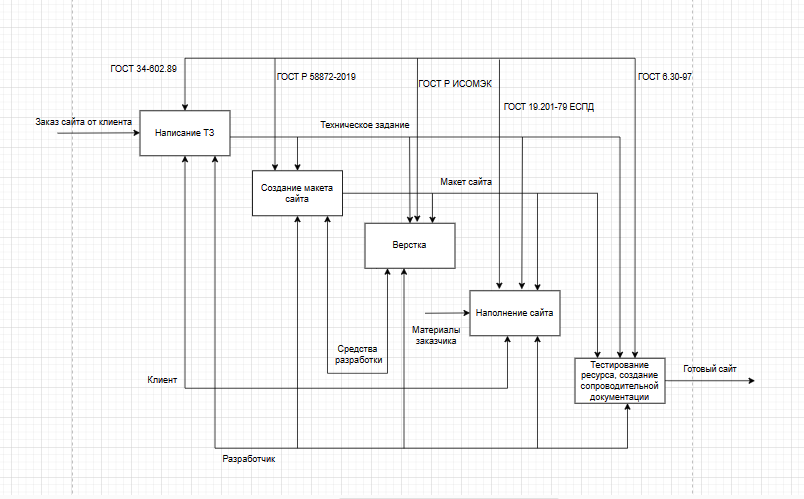 ГОСТ 34-602.89
ГОСТ Р 58872-2019
ГОСТ Р ИСОМЭК
ГОСТ 6.30-97
ГОСТ 19.201-79 ЕСПД
Заказ сайта от клиента
Написание ТЗ
Техническое задание
Создание макета
сайта
Макет сайта
Верстка
Наполнение сайта
Материалы
заказчика
Средства
разработки
Тестирование
ресурса, создание
сопроводительной
документации
Готовый сайт
Клиент
Разработчик